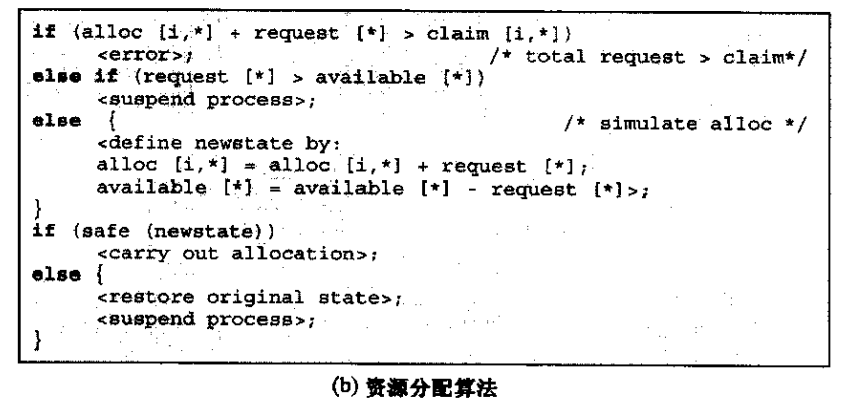 if (alloc [i,*] + request [*] > claim [i,*])
<error>; /* total request > claim*/
else if (request [*] > available [*])
<suspend process>;
else { /* simulate alloc */
<define newstate by:
alloc [i,*] = alloc [i,*] + request [*];
available [*] = available [*] - request [*]>;
}
if (safe (newstate))
<carry out allocation>;
else {
<restore original state>;
<suspend process>;
}
(b) 资源分配算法